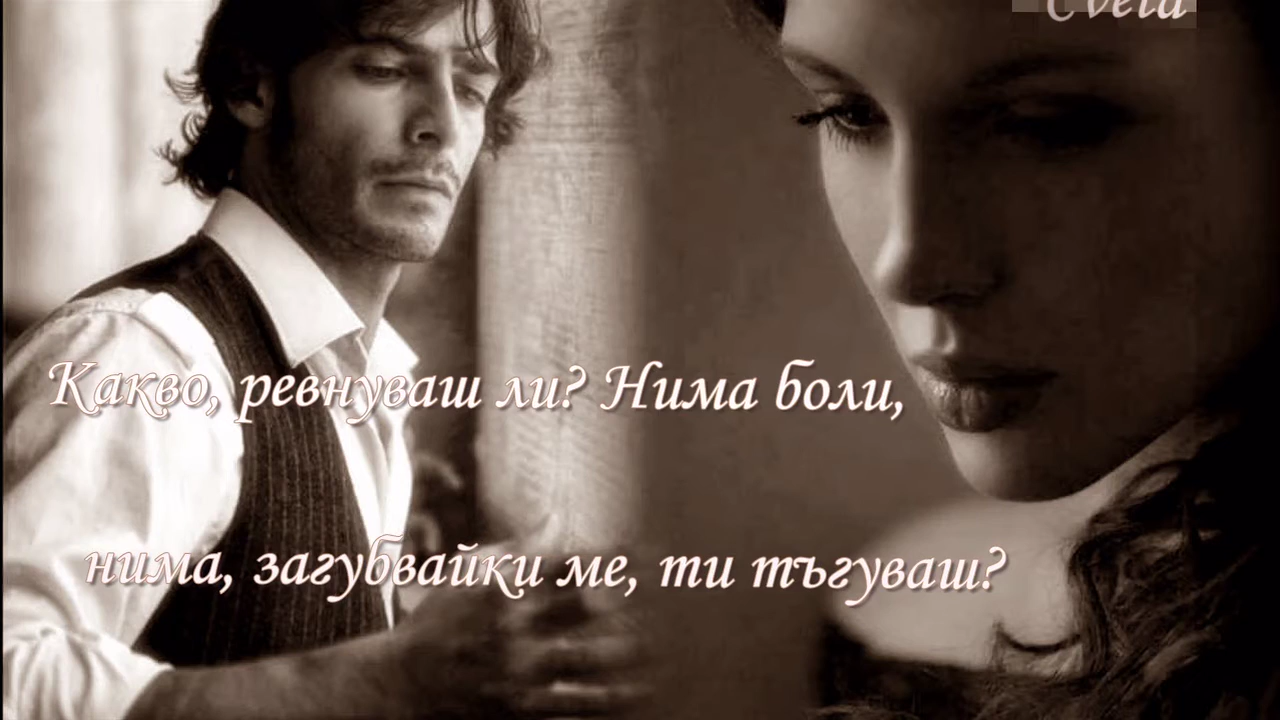 Какво, ревнуваш ли? Нима боли,
нима, загубвайки ме, ти тъгуваш?